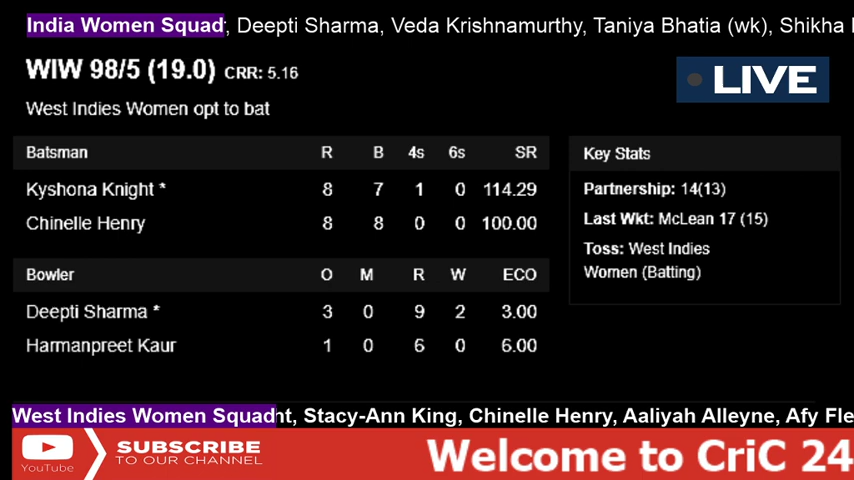 India Women Squad, Deepti Sharma, Veda Krishnamurthy, Taniya Bhatia (wk), Shikha
WIW 98/5 (19.0) CRR: 5.16
LIVE
West Indies Women opt to bat
Batsman R B 4s 6s SR
Kyshona Knight * 8 7 1 0 114.29
Chinelle Henry 8 8 0 0 100.00
Bowler O M R W ECO
Deepti Sharma * 3 0 9 2 3.00
Harmanpreet Kaur 1 0 6 0 6.00
Key Stats
Partnership: 14(13)
Last Wkt: McLean 17 (15)
Toss: West Indies
Women (Batting)
West Indies Women Squad ht, Stacy-Ann King, Chinelle Henry, Aaliyah Alleyne, Afy Fle
YouTube
SUBSCRIBE
TO OUR CHANNEL
Welcome to CriC 24